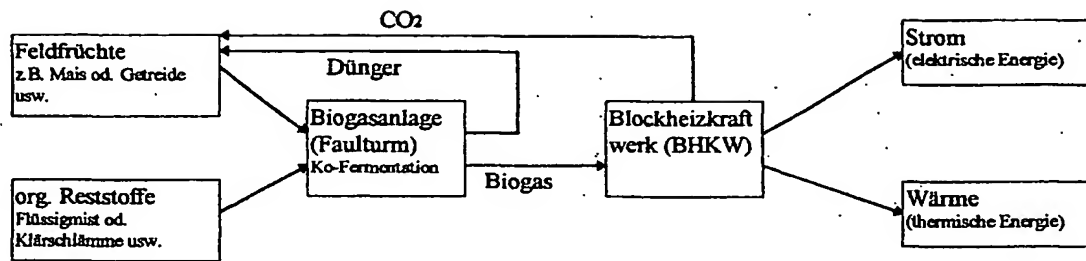 CO2
Feldfrüchte
z.B. Mais od. Getreide
usw.
Dünger
Strom
(elektrische Energie)
Biogasanlage
(Faulturm)
Ko-Fermentation
Blockheizkraft
werk (BHKW)
Biogas
org. Reststoffe
Flüssigmist od.
Klärschlämme usw.
Wärme
(thermische Energie)